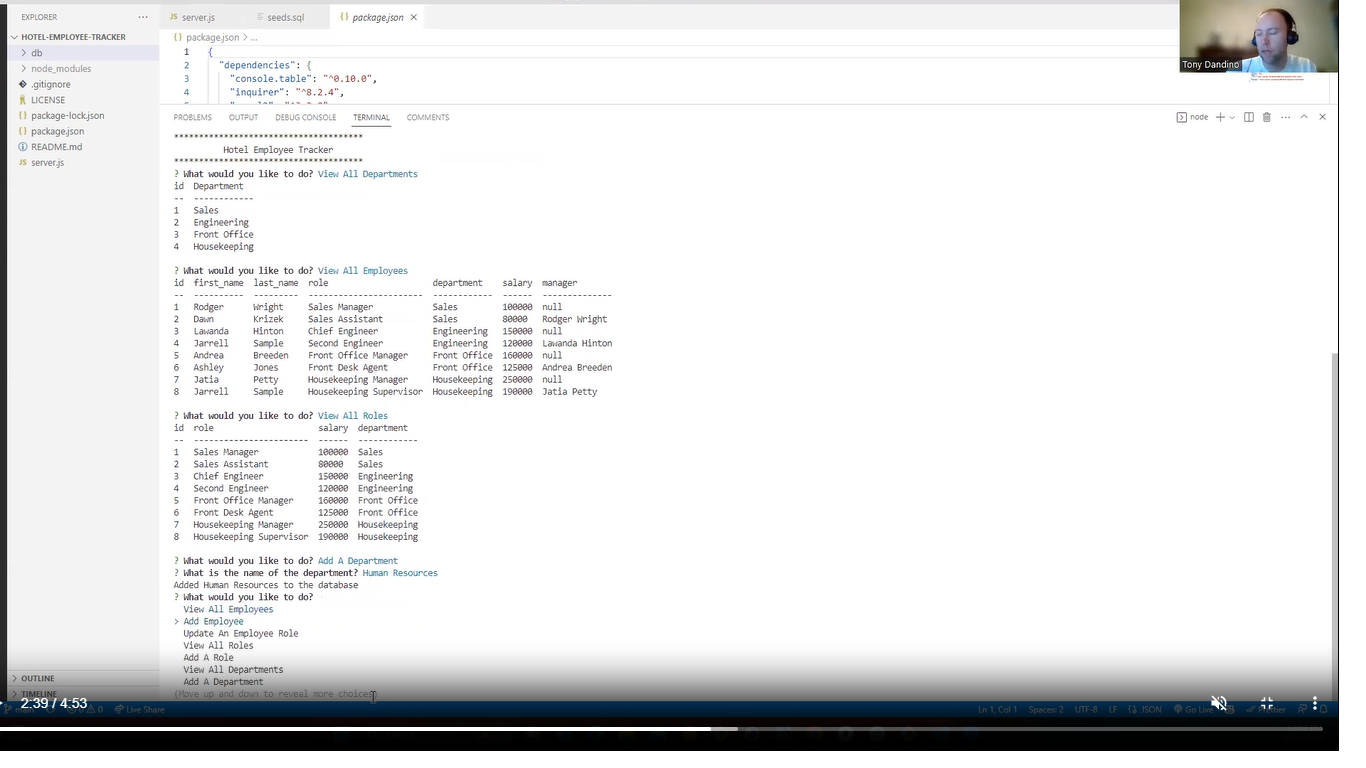 EXPLORER
HOTEL-EMPLOYEE-TRACKER
db
node_modules
.gitignore
LICENSE
package-lock.json
package.json
README.md
server.js
OUTLINE
TIMELINE
server.js seeds.sql package.json
package.json > ...
1 {
2 "dependencies": {
3 "console.table": "^0.10.0",
4 "inquirer": "^8.2.4",
Tony Dandino
PROBLEMS OUTPUT DEBUG CONSOLE TERMINAL COMMENTS
node
*************************************
Hotel Employee Tracker
*************************************
? What would you like to do? View All Departments
id Department
-- ------------
1 Sales
2 Engineering
3 Front Office
4 Housekeeping
? What would you like to do? View All Employees
id first_name last_name role department salary manager
-- ---------- --------- ----------------------- ------------ ------ --------------
1 Rodger Wright Sales Manager Sales 100000 null
2 Dawn Krizek Sales Assistant Sales 80000 Rodger Wright
3 Lawanda Hinton Chief Engineer Engineering 150000 null
4 Jarrell Sample Second Engineer Engineering 120000 Lawanda Hinton
5 Andrea Breeden Front Office Manager Front Office 160000 null
6 Ashley Jones Front Desk Agent Front Office 125000 Andrea Breeden
7 Jatia Petty Housekeeping Manager Housekeeping 250000 null
8 Jarrell Sample Housekeeping Supervisor Housekeeping 190000 Jatia Petty
? What would you like to do? View All Roles
id role salary department
-- ----------------------- ------ ------------
1 Sales Manager 100000 Sales
2 Sales Assistant 80000 Sales
3 Chief Engineer 150000 Engineering
4 Second Engineer 120000 Engineering
5 Front Office Manager 160000 Front Office
6 Front Desk Agent 125000 Front Office
7 Housekeeping Manager 250000 Housekeeping
8 Housekeeping Supervisor 190000 Housekeeping
? What would you like to do? Add A Department
? What is the name of the department? Human Resources
Added Human Resources to the database
? What would you like to do?
View All Employees
> Add Employee
Update An Employee Role
View All Roles
Add A Role
View All Departments
Add A Department
(Move up and down to reveal more choices)
2:39 / 4:53
main 0 0 Live Share Ln 1, Col 1 Spaces: 2 UTF-8 LF {} JSON Go Live Prettier